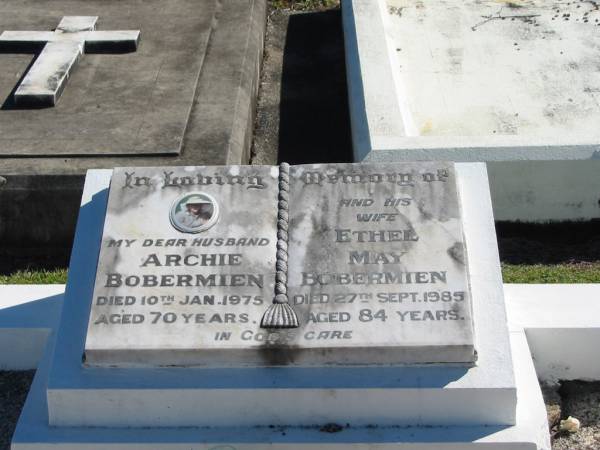 In Loving Memory of
MY DEAR HUSBAND
ARCHIE
BOBERMIEN
DIED 10TH JAN. 1975
AGED 70 YEARS.
AND HIS
WIFE
ETHEL
MAY
BOBERMIEN
DIED 27TH SEPT. 1985
AGED 84 YEARS.
IN GOD'S CARE